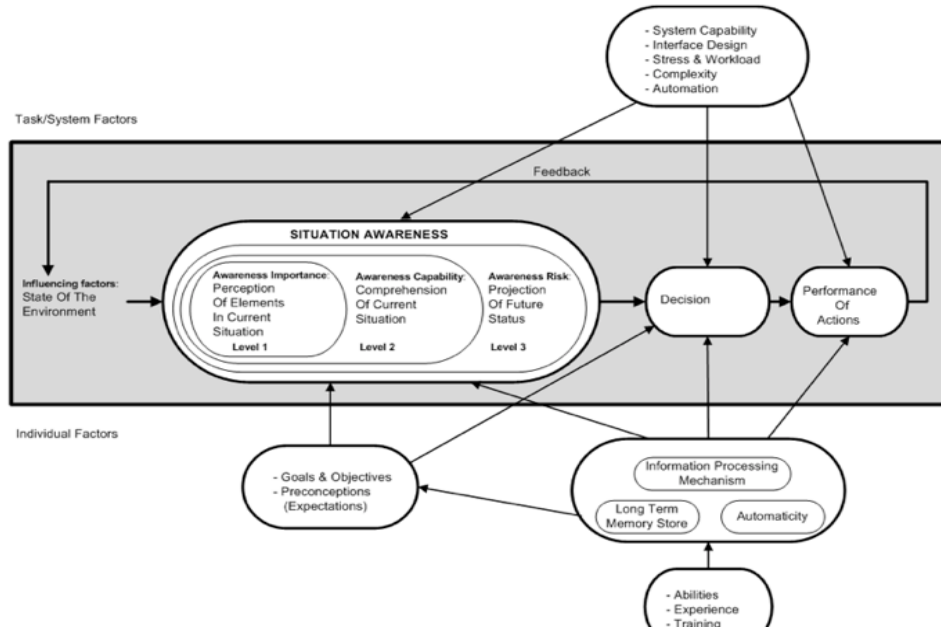 - System Capability
- Interface Design
- Stress & Workload
- Complexity
- Automation
Task/System Factors
Feedback
SITUATION AWARENESS
Influencing factors:
State Of The
Environment
Awareness Importance:
Perception
Of Elements
In Current
Situation
Level 1
Awareness Capability:
Comprehension
Of Current
Situation
Level 2
Awareness Risk:
Projection
Of Future
Status
Level 3
Decision
Performance
Of
Actions
Individual Factors
- Goals & Objectives
- Preconceptions
(Expectations)
Information Processing
Mechanism
Long Term
Memory Store
Automaticity
- Abilities
- Experience
- Training